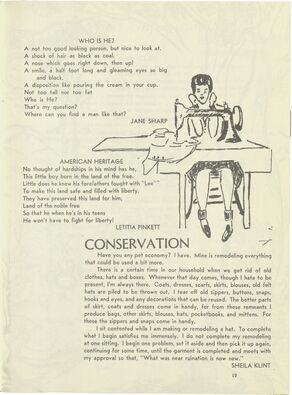 WHO IS HE?
A not too good looking person, but nice to look at.
A shock of hair as black as coal.
A nose which goes right down, then up!
A smile, a half foot long and gleaming eyes so big
and black.
A disposition like pouring the cream in your cup.
Not too tall nor too fat
Who is He?
That's my question?
Where can you find a man like that?
JANE SHARP
AMERICAN HERITAGE
No thought of hardships in his mind has he,
This little boy born in the land of the free.
Little does he know his forefathers fought with "Lee"
To make this land safe and filled with liberty.
They have preserved this land for him,
Land of the noble free
So that he when he's in his teens
He won't have to fight for liberty!
LETITIA PINKETT
CONSERVATION
Have you any pet economy? I have. Mine is remodeling everything
that could be used a bit more.
There is a certain time in our household when we get rid of old
clothes, hats and boxes. Whenever that day comes, though I hate to be
present, I'm always there. Coats, dresses, scarfs, skirts, blouses, old felt
hats are piled to be thrown out. I tear off old zippers, buttons, snaps,
hooks and eyes, and any decorations that can be reused. The better parts
of skirt, coats and dresses come in handy, for from these remnants I
produce bags, other skirts, blouses, hats, pocketbooks, and mittens. For
these the zippers and snaps come in handy.
I sit contented while I am making or remodeling a hat. To complete
what I begin satisfies me immensely. I do not complete my remodeling
at one sitting. I begin one problem, set it aside and then pick it up again,
continuing for some time, until the garment is completed and meets with
my approval so that, "What was near ruination is now new."
SHEILA KLINT
19